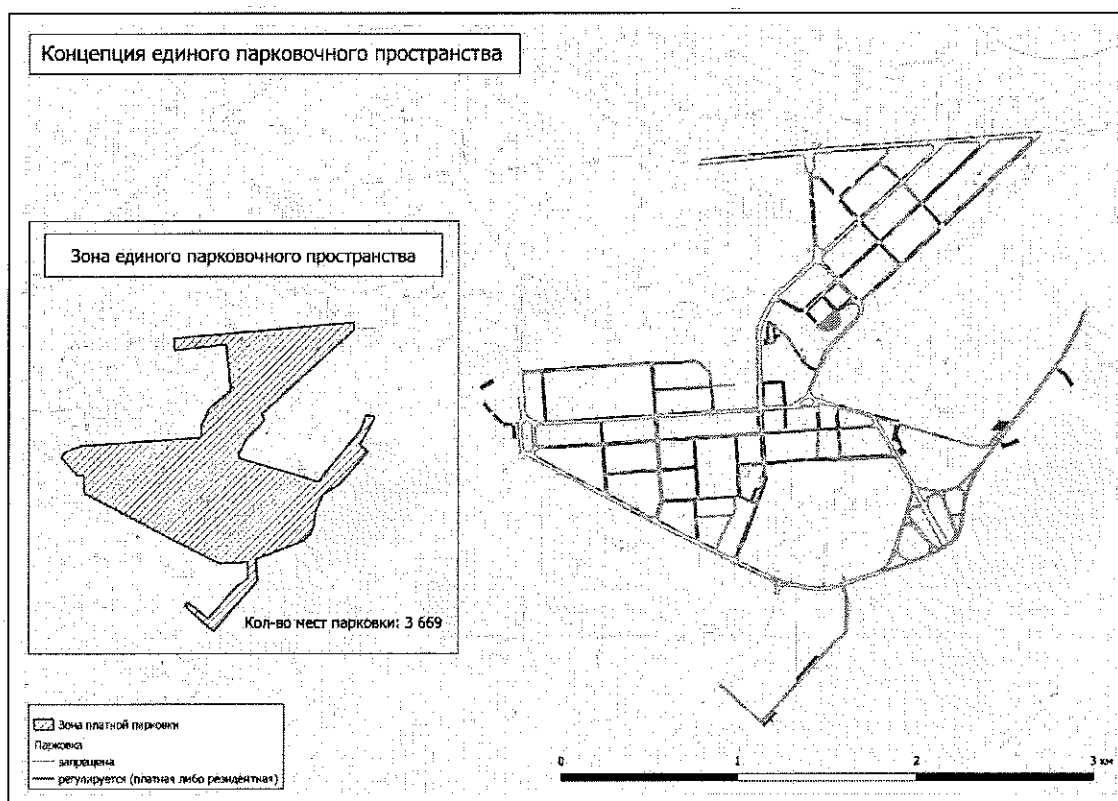 Концепция единого парковочного пространства
Зона единого парковочного пространства
Кол-во мест парковки: 3 669
Зона платной парковки
Парковка
запрещена
регулируется (платная либо резидентная)
0 1 2 3 км